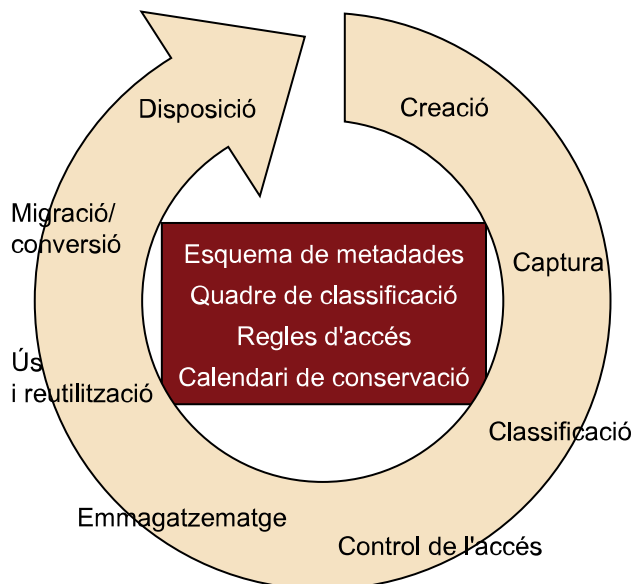 Creació
Captura
Classificació
Control de l'accés
Emmagatzematge
Ús
i reutilització
Migració/
conversió
Disposició
Esquema de metadades
Quadre de classificació
Regles d'accés
Calendari de conservació